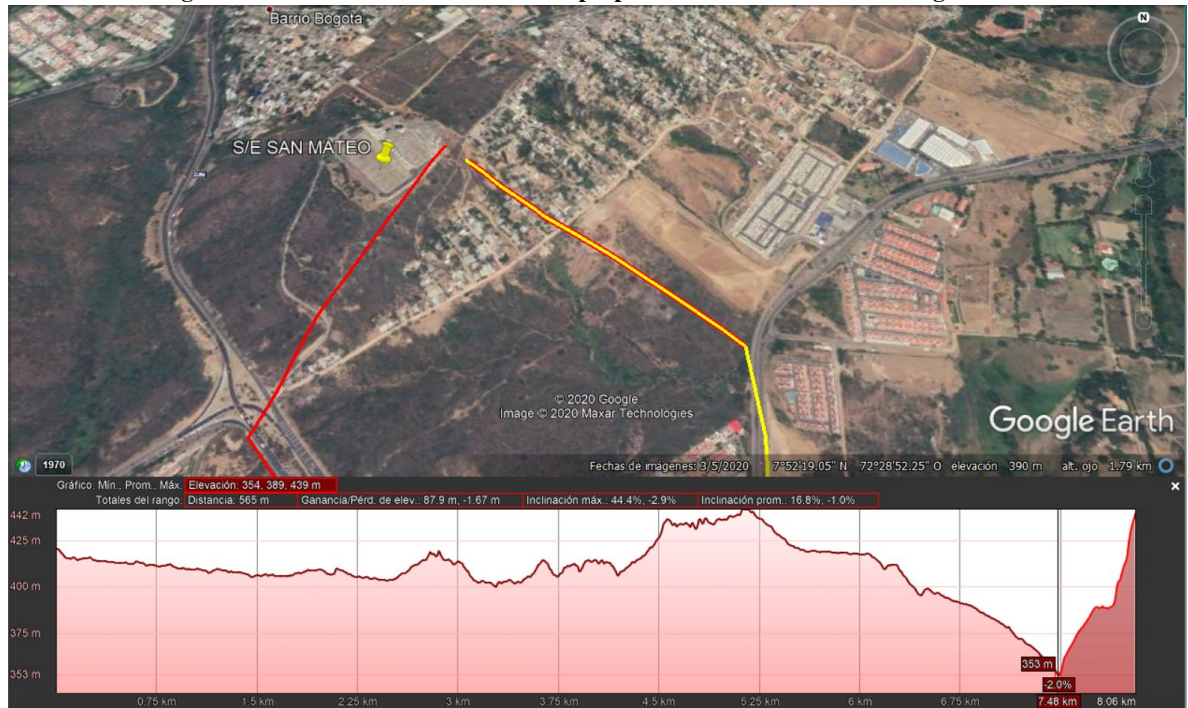 Barrio Bogota
S/E SAN MATEO
N
© 2020 Google
Image © 2020 Maxar Technologies
Google Earth
1970
Fechas de imágenes: 3/5/2020 7°52'19.05" N 72°28'52.25" O elevación 390 m alt. ojo 1.79 km
Gráfico: Mín., Prom., Máx. Elevación: 354, 389, 439 m
Totales del rango: Distancia: 565 m Ganancia/Pérd. de elev.: 87.9 m, -1.67 m Inclinación máx.: 44.4%, -2.9% Inclinación prom.: 16.8%, -1.0%
442 m
425 m
400 m
375 m
353 m
353 m
-2.0%
0.75 km 1.5 km 2.25 km 3 km 3.75 km 4.5 km 5.25 km 6 km 6.75 km 7.48 km 8.06 km